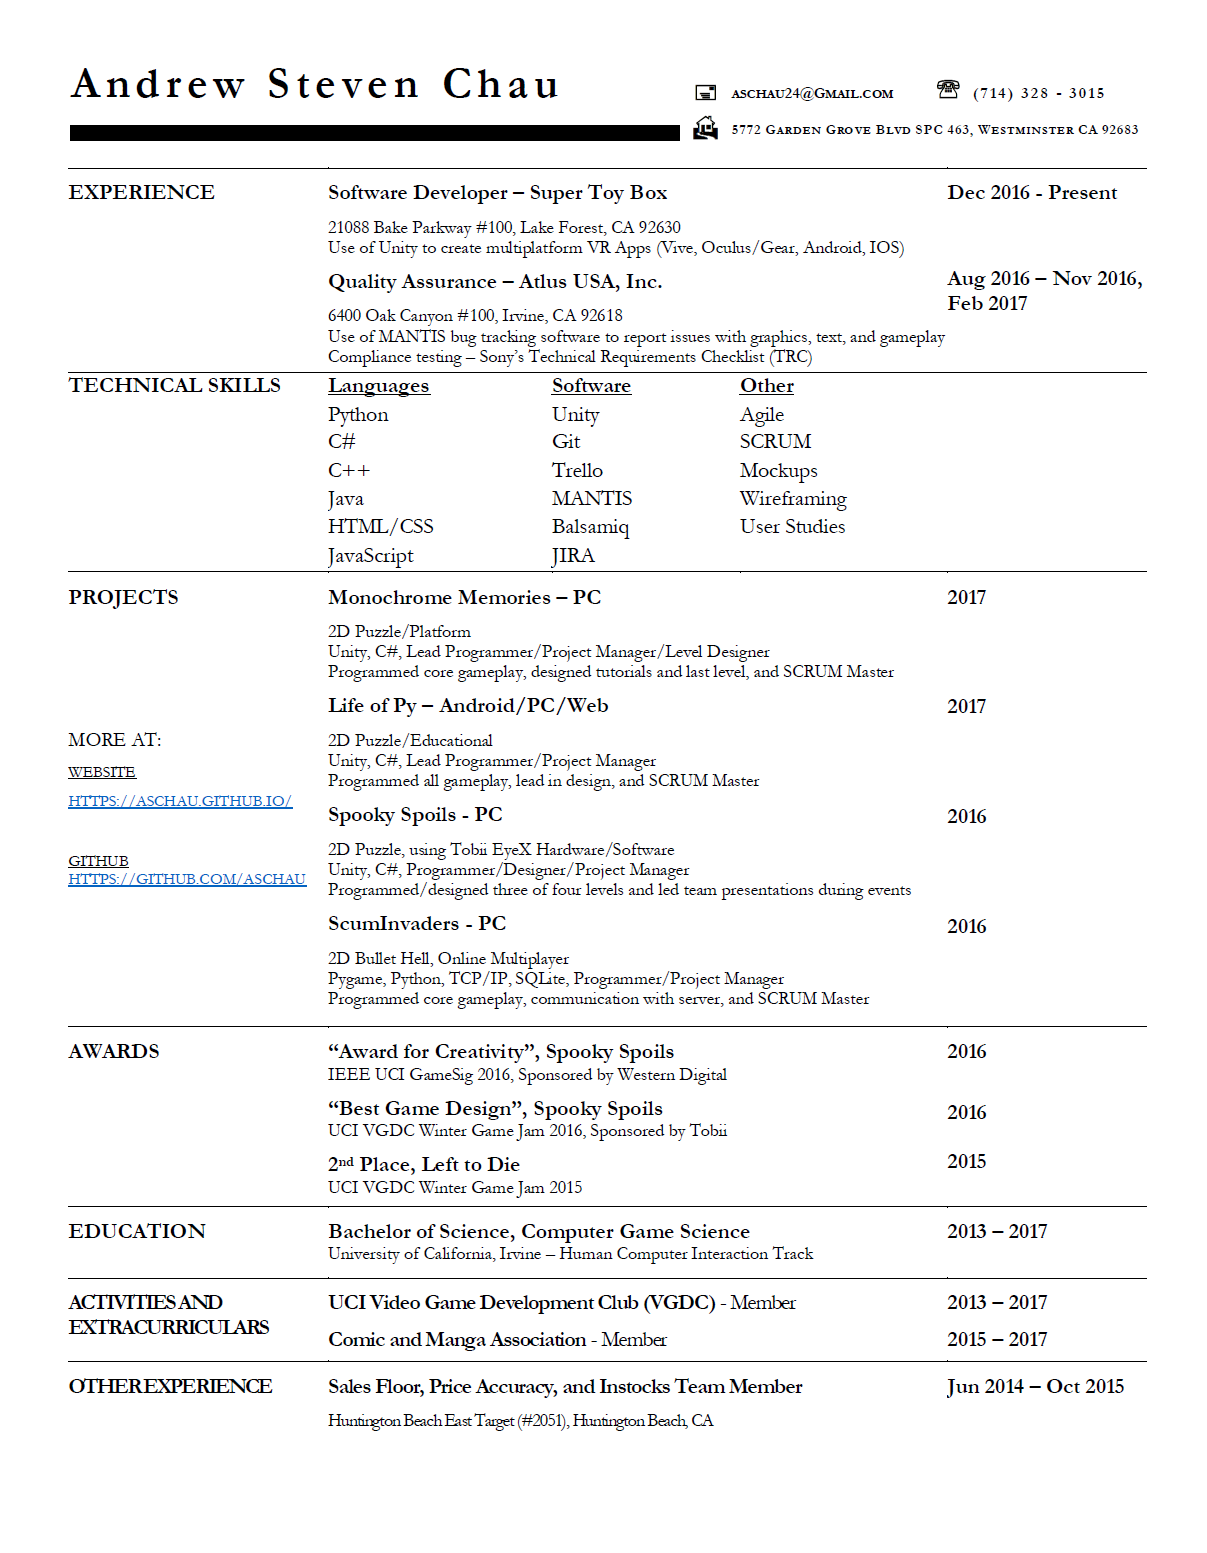 Andrew Steven Chau
ASCHAU24@GMAIL.COM (714) 328 - 3015
5772 GARDEN GROVE BLVD SPC 463, WESTMINSTER CA 92683
EXPERIENCE Software Developer – Super Toy Box Dec 2016 - Present
21088 Bake Parkway #100, Lake Forest, CA 92630
Use of Unity to create multiplatform VR Apps (Vive, Oculus/Gear, Android, IOS)
Quality Assurance – Atlus USA, Inc. Aug 2016 – Nov 2016,
Feb 2017
6400 Oak Canyon #100, Irvine, CA 92618
Use of MANTIS bug tracking software to report issues with graphics, text, and gameplay
Compliance testing – Sony's Technical Requirements Checklist (TRC)
TECHNICAL SKILLS Languages Software Other
Python Unity Agile
C# Git SCRUM
C++ Trello Mockups
Java MANTIS Wireframing
HTML/CSS Balsamiq User Studies
JavaScript JIRA
PROJECTS Monochrome Memories – PC 2017
2D Puzzle/Platform
Unity, C#, Lead Programmer/Project Manager/Level Designer
Programmed core gameplay, designed tutorials and last level, and SCRUM Master
Life of Py – Android/PC/Web 2017
MORE AT: 2D Puzzle/Educational
Unity, C#, Lead Programmer/Project Manager
WEBSITE Programmed all gameplay, lead in design, and SCRUM Master
HTTPS://ASCHAU.GITHUB.IO/
Spooky Spoils - PC 2016
2D Puzzle, using Tobii EyeX Hardware/Software
GITHUB Unity, C#, Programmer/Designer/Project Manager
HTTPS://GITHUB.COM/ASCHAU Programmed/designed three of four levels and led team presentations during events
ScumInvaders - PC 2016
2D Bullet Hell, Online Multiplayer
Pygame, Python, TCP/IP, SQLite, Programmer/Project Manager
Programmed core gameplay, communication with server, and SCRUM Master
AWARDS “Award for Creativity”, Spooky Spoils 2016
IEEE UCI GameSig 2016, Sponsored by Western Digital
“Best Game Design”, Spooky Spoils 2016
UCI VGDC Winter Game Jam 2016, Sponsored by Tobii
2nd Place, Left to Die 2015
UCI VGDC Winter Game Jam 2015
EDUCATION Bachelor of Science, Computer Game Science 2013 – 2017
University of California, Irvine – Human Computer Interaction Track
ACTIVITIES AND UCI Video Game Development Club (VGDC) - Member 2013 – 2017
EXTRACURRICULARS Comic and Manga Association - Member 2015 – 2017
OTHER EXPERIENCE Sales Floor, Price Accuracy, and Instocks Team Member Jun 2014 – Oct 2015
Huntington Beach East Target (#2051), Huntington Beach, CA